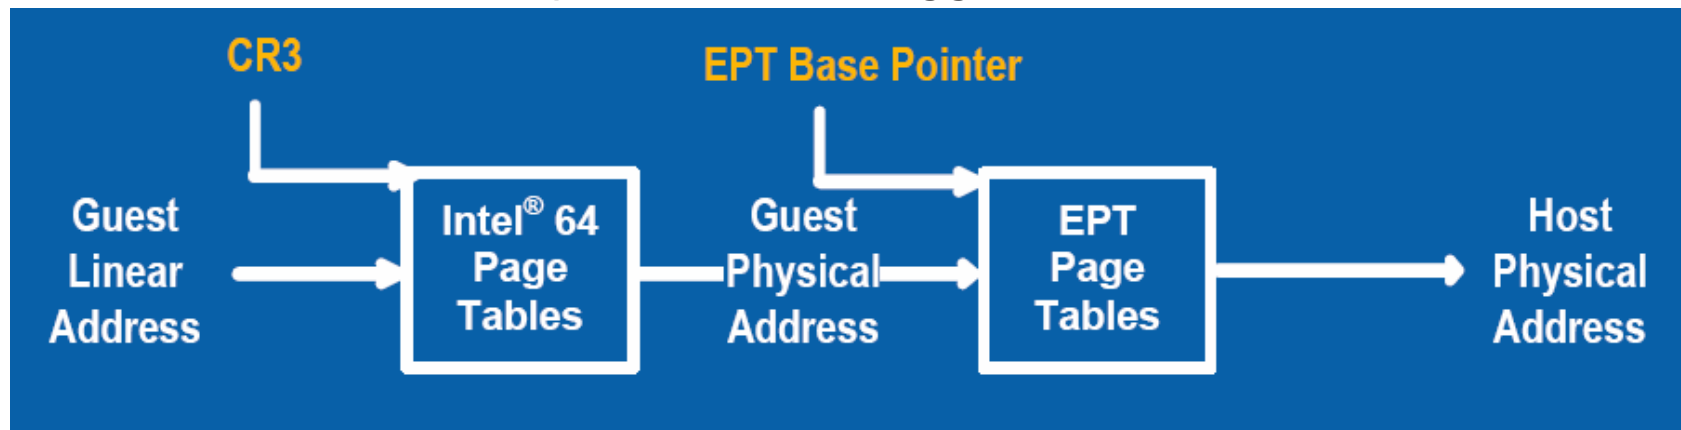 CR3
EPT Base Pointer
Guest
Linear
Address
Intel® 64
Page
Tables
Guest
Physical
Address
EPT
Page
Tables
Host
Physical
Address